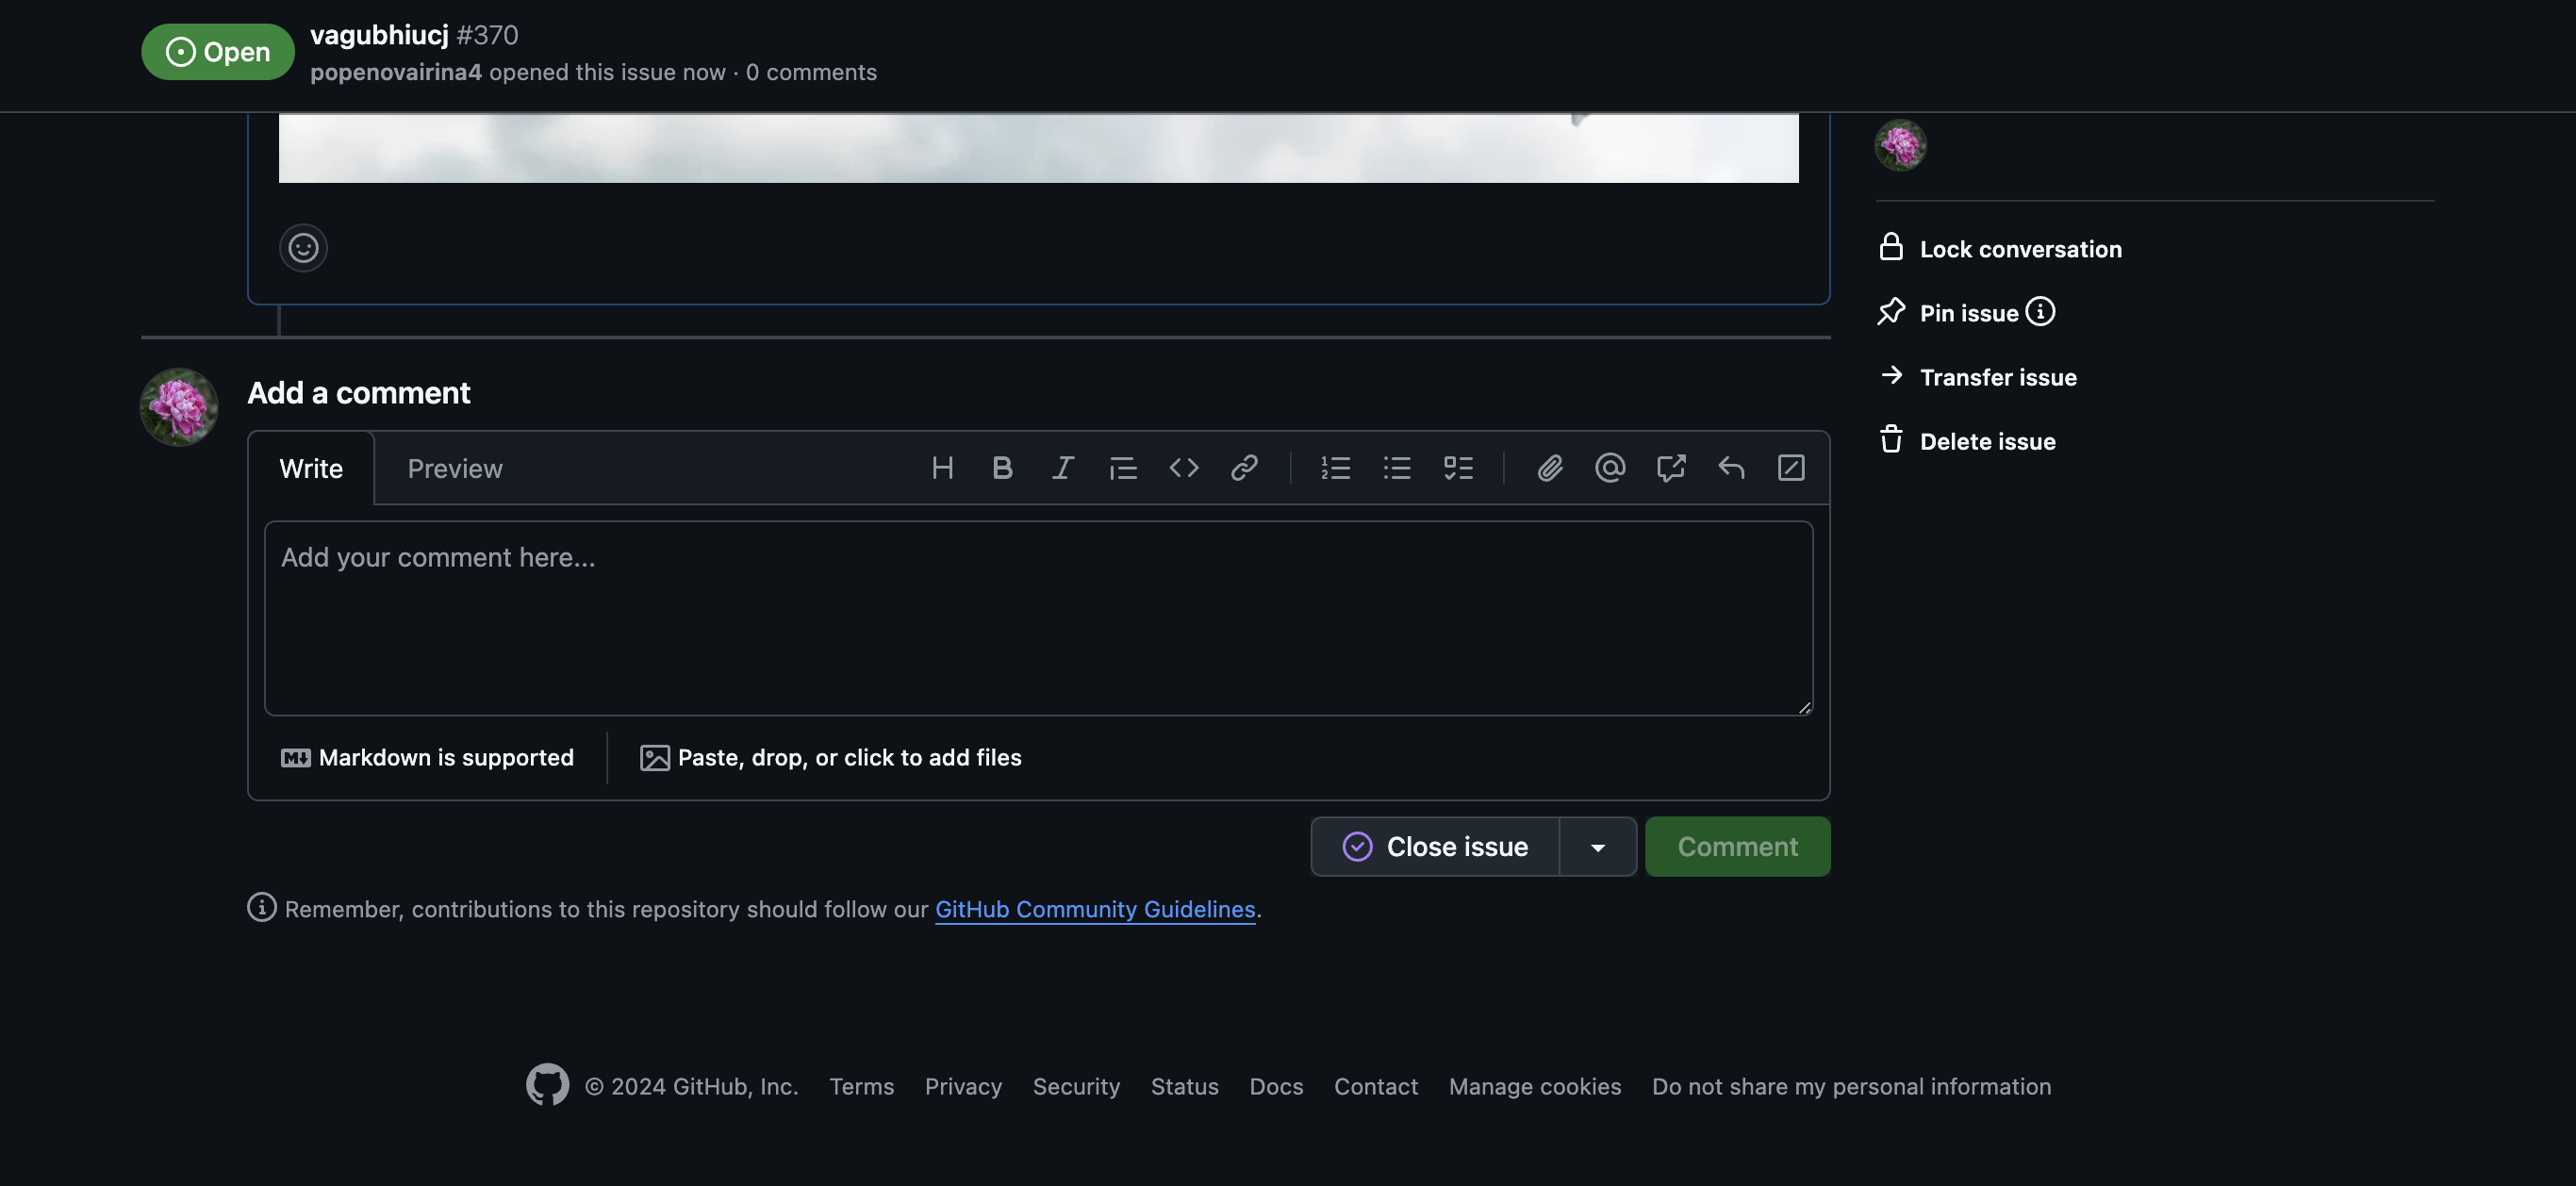 Open
vagubhiucj #370
popenovairina4 opened this issue now · 0 comments
Lock conversation
Pin issue
Transfer issue
Delete issue
Add a comment
Write
Preview
Add your comment here...
Markdown is supported
Paste, drop, or click to add files
Close issue
Comment
Remember, contributions to this repository should follow our GitHub Community Guidelines.
© 2024 GitHub, Inc. Terms Privacy Security Status Docs Contact Manage cookies Do not share my personal information